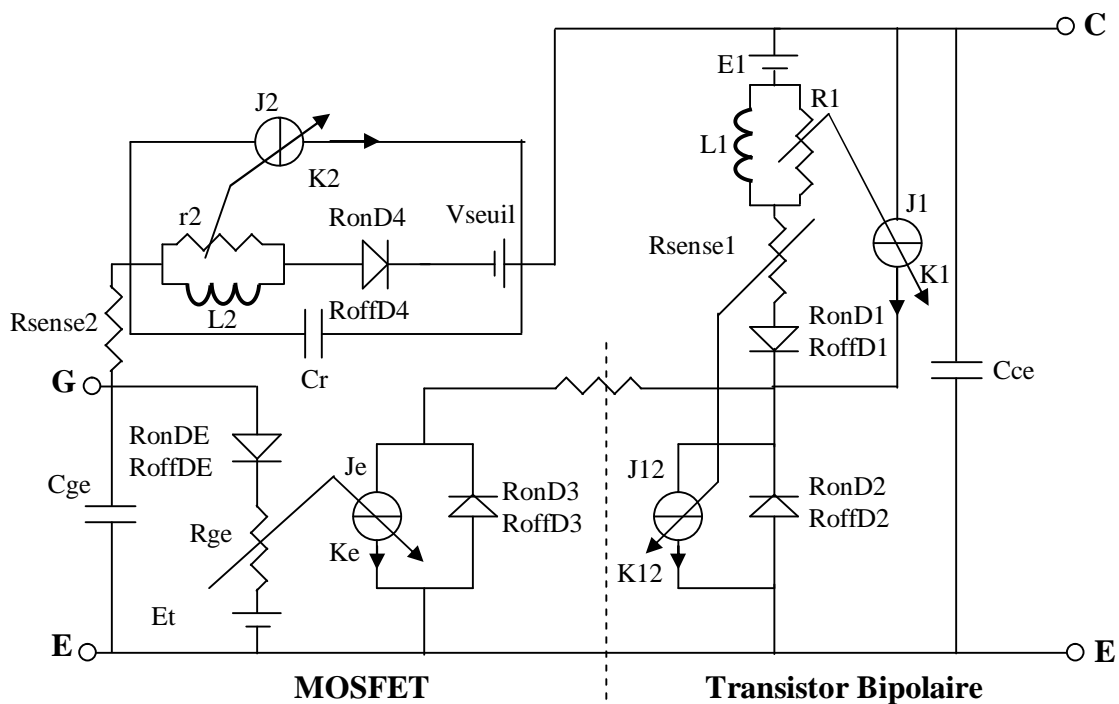 C
E1
R1
J2
L1
K2
r2
RonD4
Vseuil
J1
Rsense1
K1
L2
RoffD4
Rsense2
RonD1
RoffD1
Cr
Cce
G
RonDE
RoffDE
Je
J12
RonD3
RoffD3
RonD2
RoffD2
Cge
Rge
Ke
K12
Et
E
E
MOSFET
Transistor Bipolaire